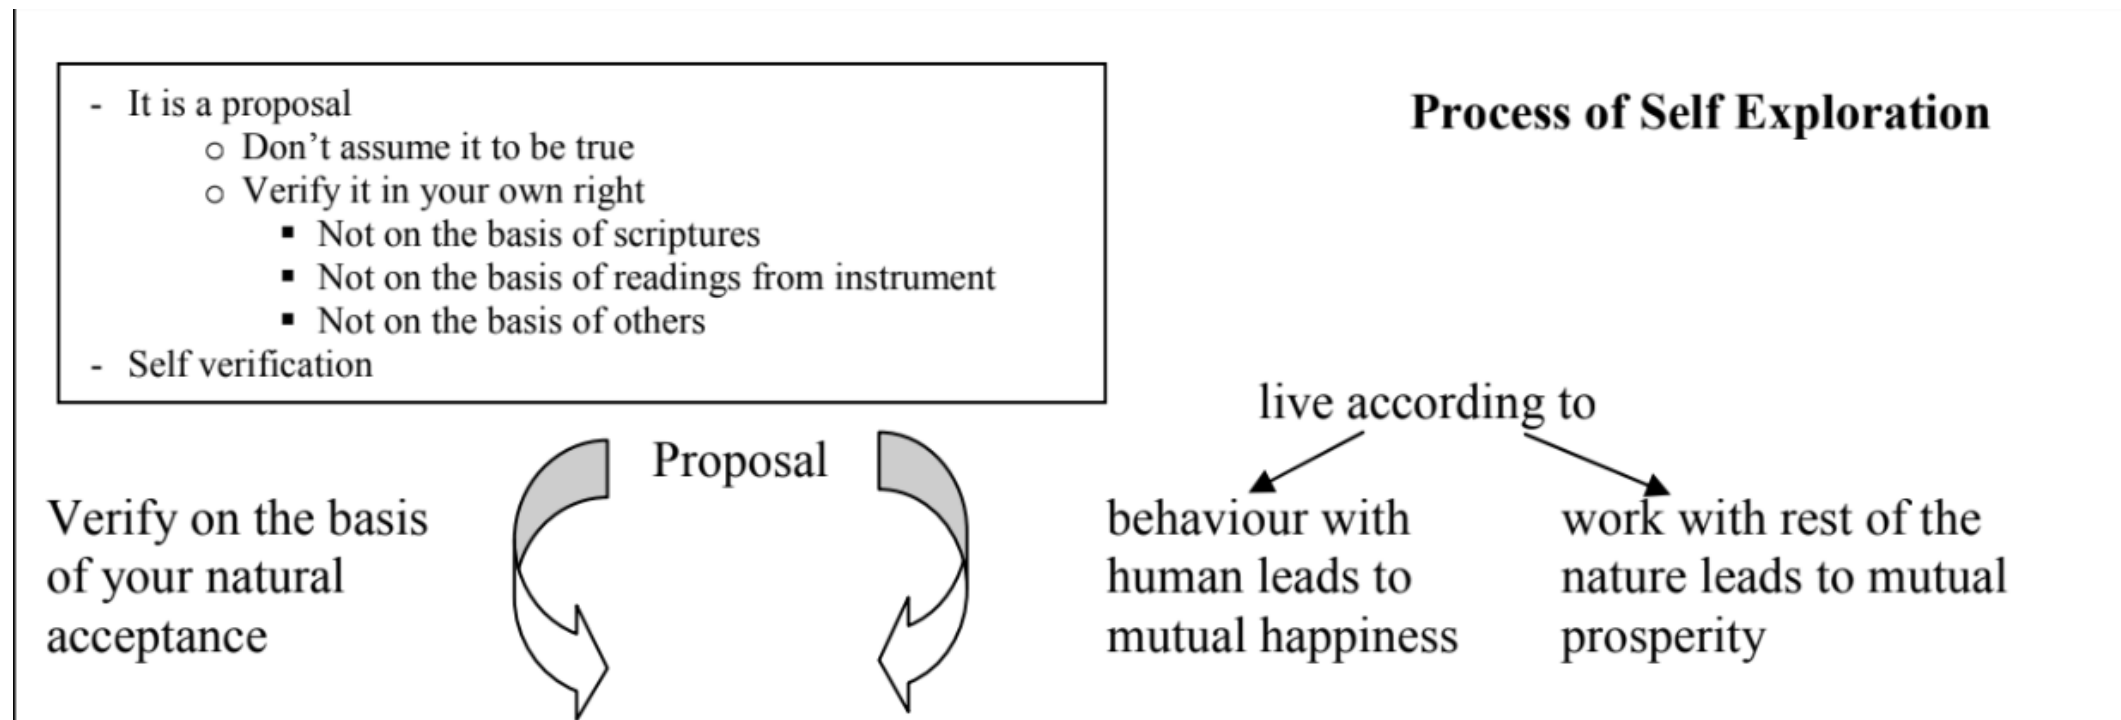 - It is a proposal
o Don't assume it to be true
o Verify it in your own right
▪ Not on the basis of scriptures
▪ Not on the basis of readings from instrument
▪ Not on the basis of others
- Self verification
Process of Self Exploration
Proposal
Verify on the basis
of your natural
acceptance
live according to
behaviour with
human leads to
mutual happiness
work with rest of the
nature leads to mutual
prosperity